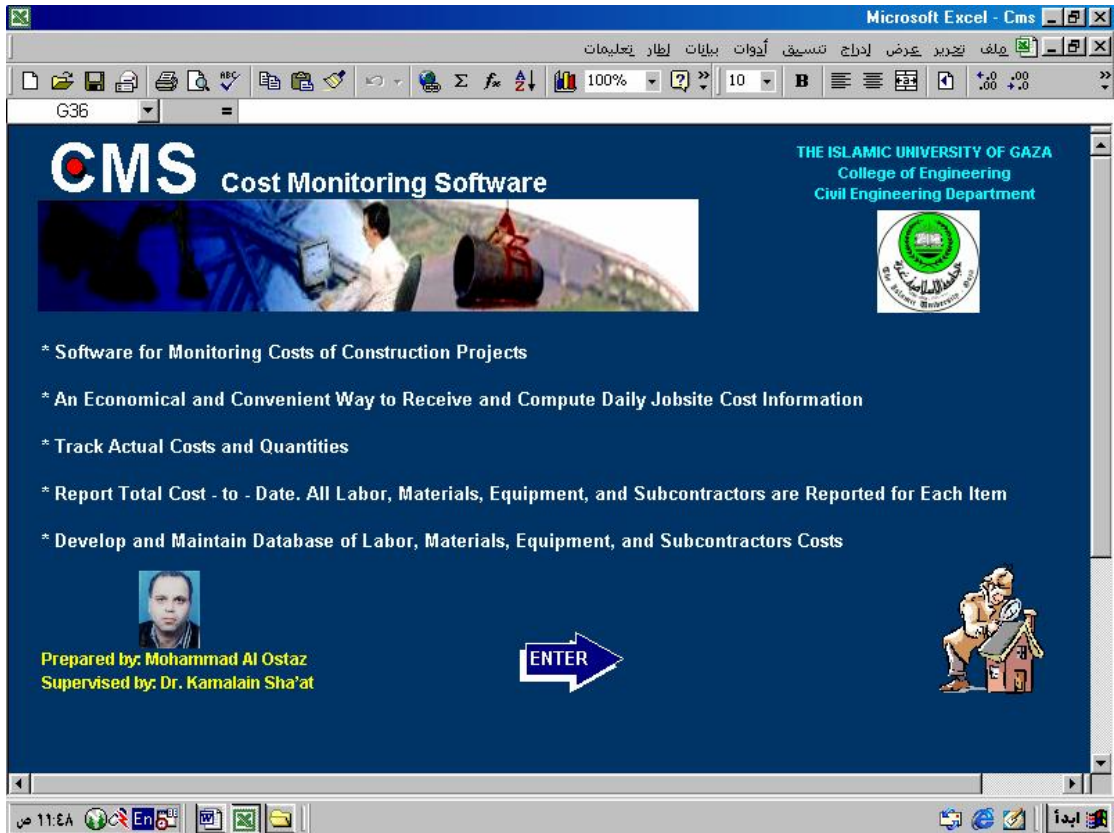 Microsoft Excel - Cms
ملف تحرير عرض إدراج تنسيق أدوات بيانات إطار تعليمات
100%
10
B
G36
=
CMS Cost Monitoring Software
THE ISLAMIC UNIVERSITY OF GAZA
College of Engineering
Civil Engineering Department
* Software for Monitoring Costs of Construction Projects
* An Economical and Convenient Way to Receive and Compute Daily Jobsite Cost Information
* Track Actual Costs and Quantities
* Report Total Cost - to - Date. All Labor, Materials, Equipment, and Subcontractors are Reported for Each Item
* Develop and Maintain Database of Labor, Materials, Equipment, and Subcontractors Costs
Prepared by: Mohammad Al Ostaz
Supervised by: Dr. Kamalain Sha'at
ENTER
ابدأ
En
١١:٤٨ ص